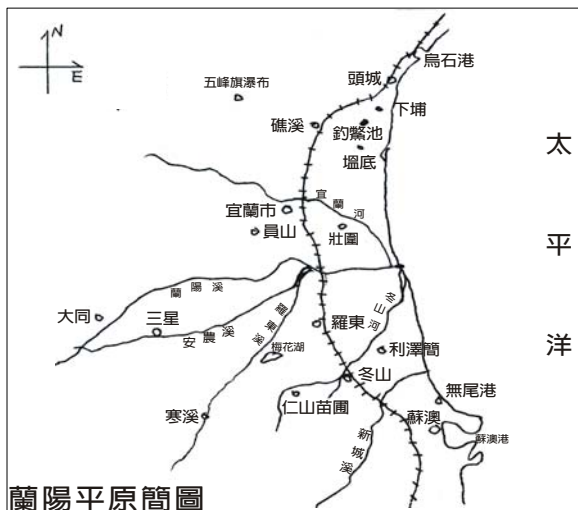 N
E
烏石港
頭城
五峰旗瀑布
下埔
礁溪
釣鱉池
塭底
太平洋
宜蘭河
宜蘭市
壯圍
員山
蘭陽溪
大同
三星
安農溪
羅東溪
羅東
冬山河
梅花湖
利澤簡
冬山
仁山苗圃
無尾港
寒溪
蘇澳
蘇澳港
新城溪
蘭陽平原簡圖